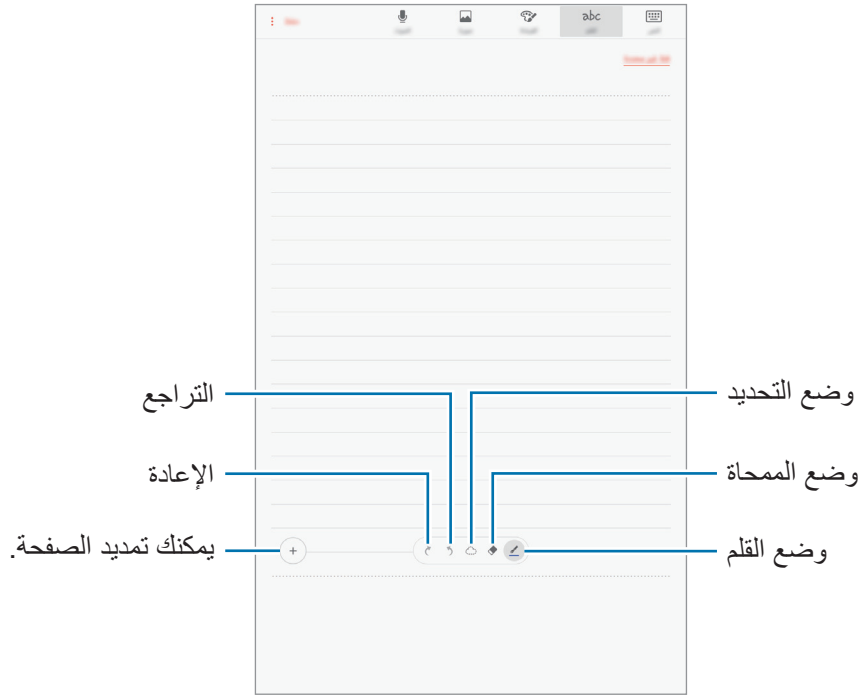 abc
وضع التحديد
التراجع
وضع الممحاة
الإعادة
وضع القلم
يمكنك تمديد الصفحة.